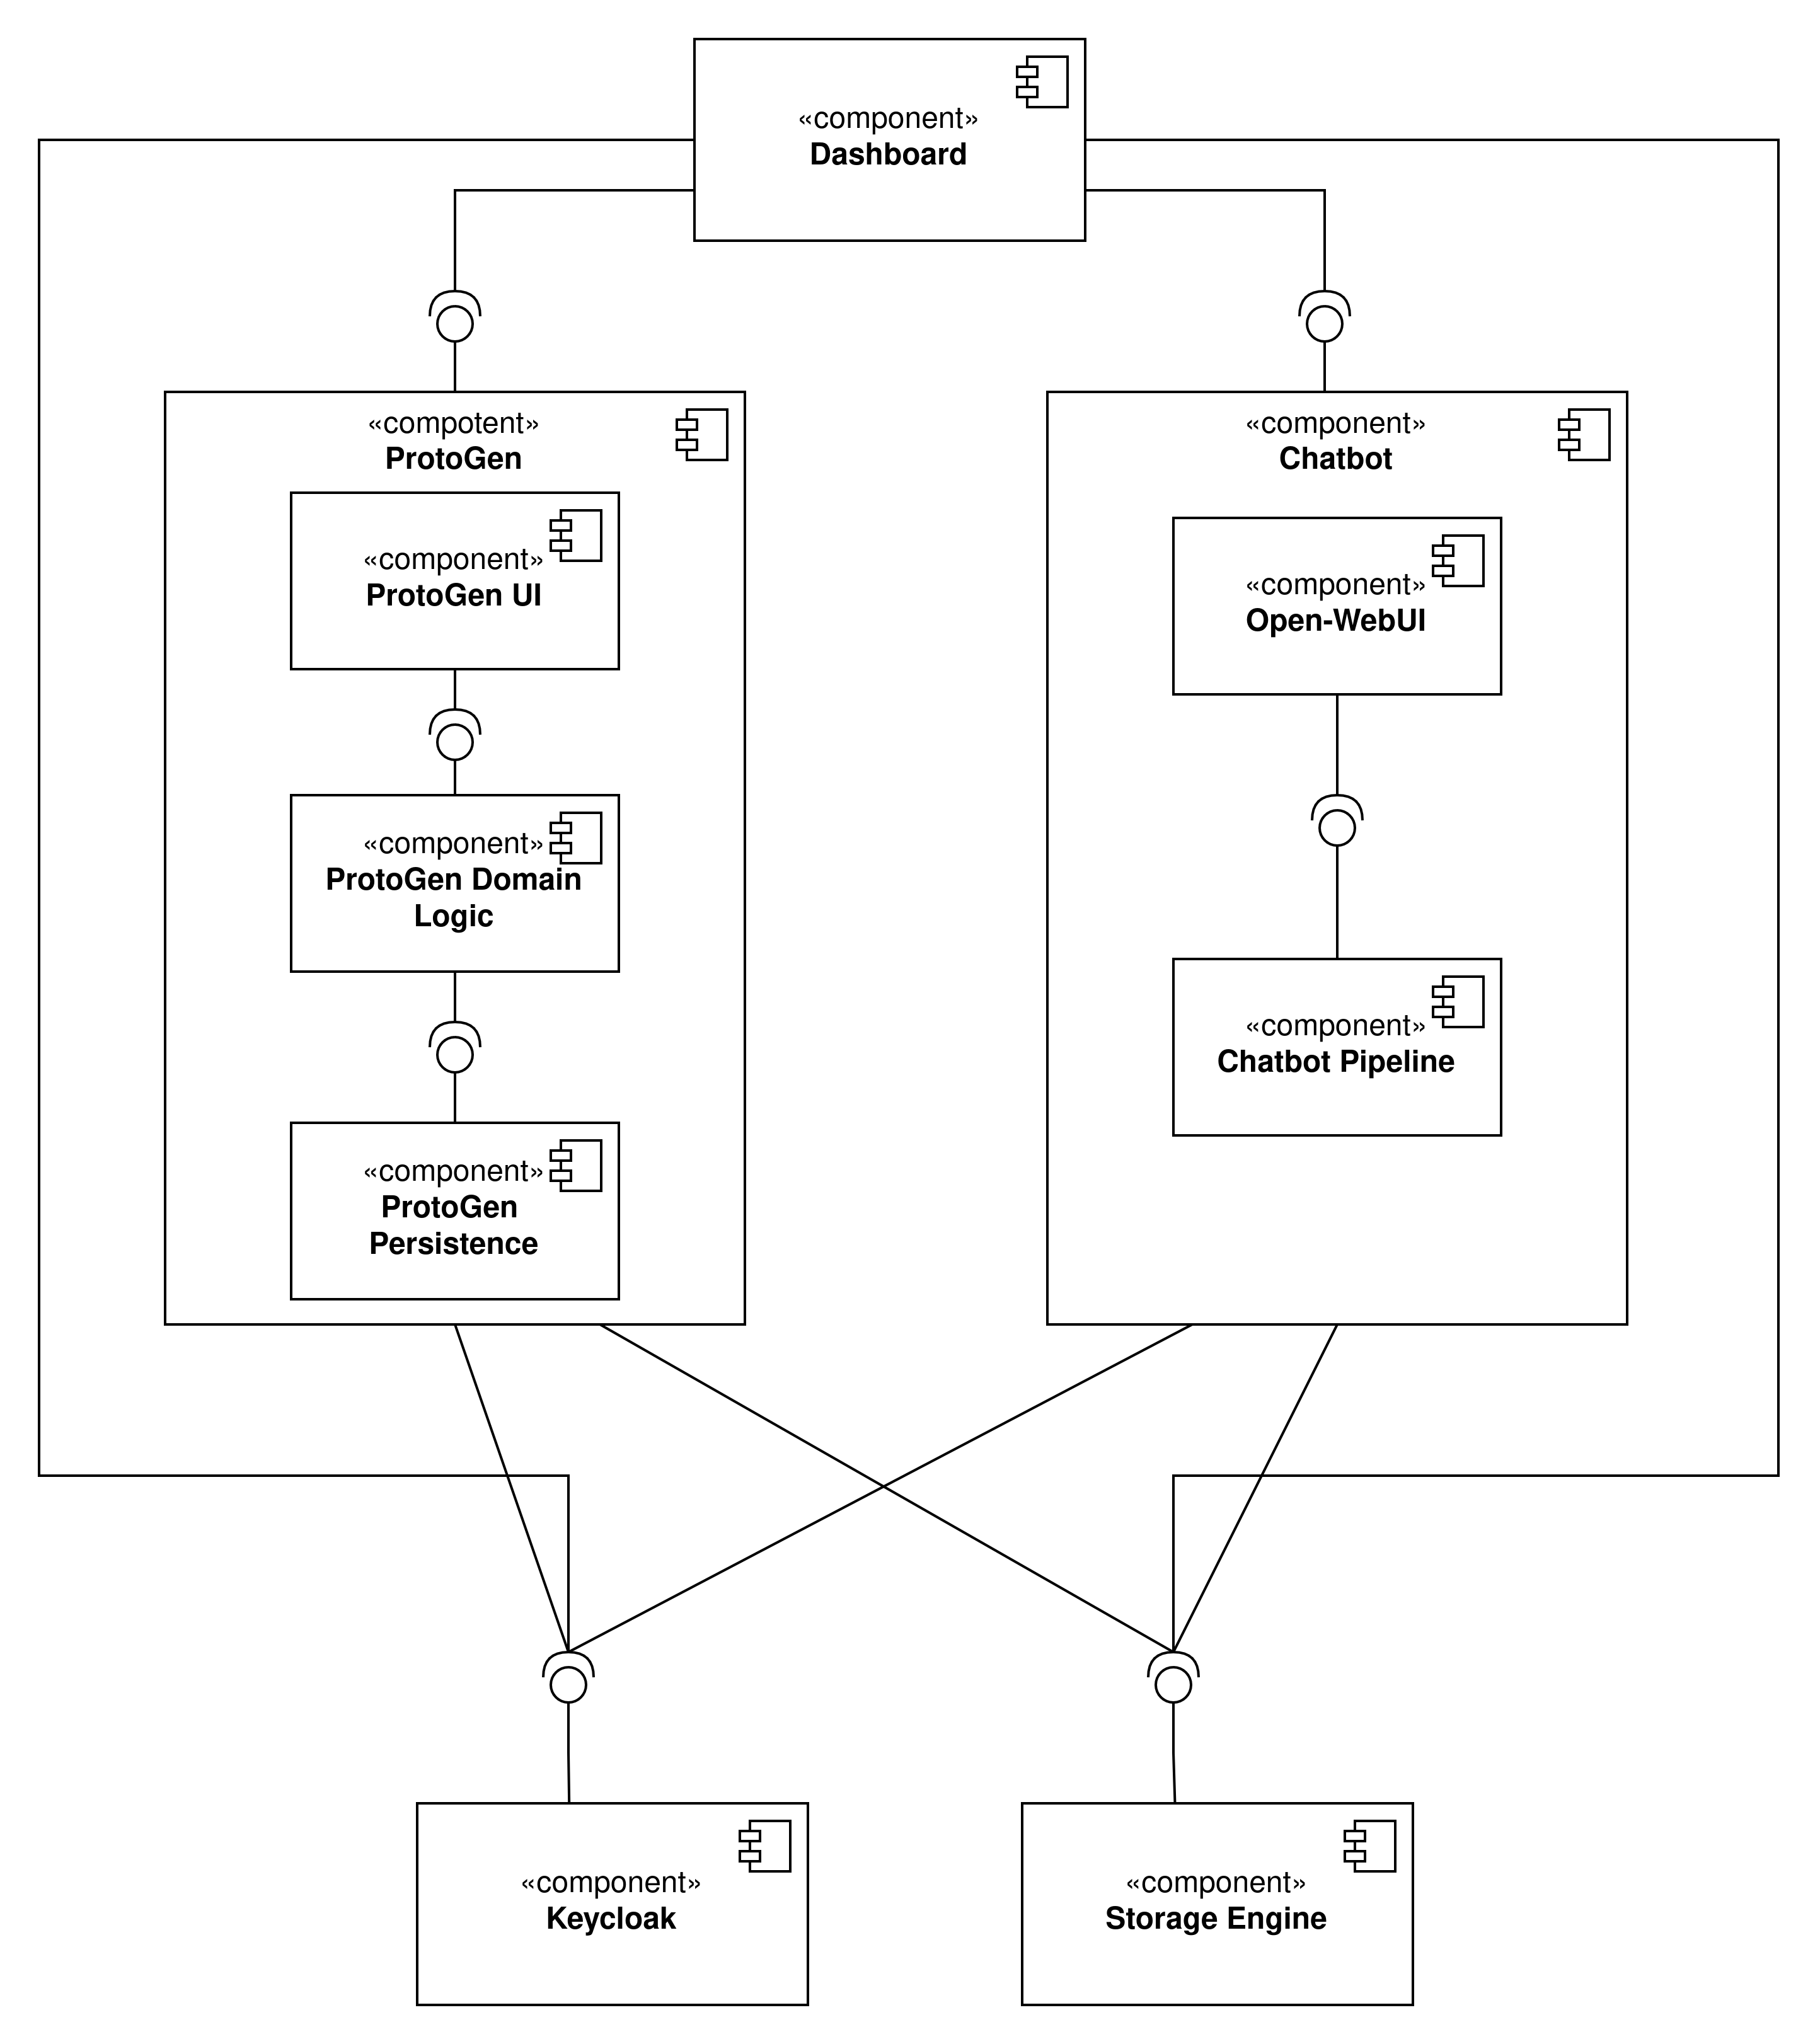 «component»
Dashboard
«compotent»
ProtoGen
«component»
ProtoGen UI
«component»
ProtoGen Domain
Logic
«component»
ProtoGen
Persistence
«component»
Chatbot
«component»
Open-WebUI
«component»
Chatbot Pipeline
«component»
Keycloak
«component»
Storage Engine